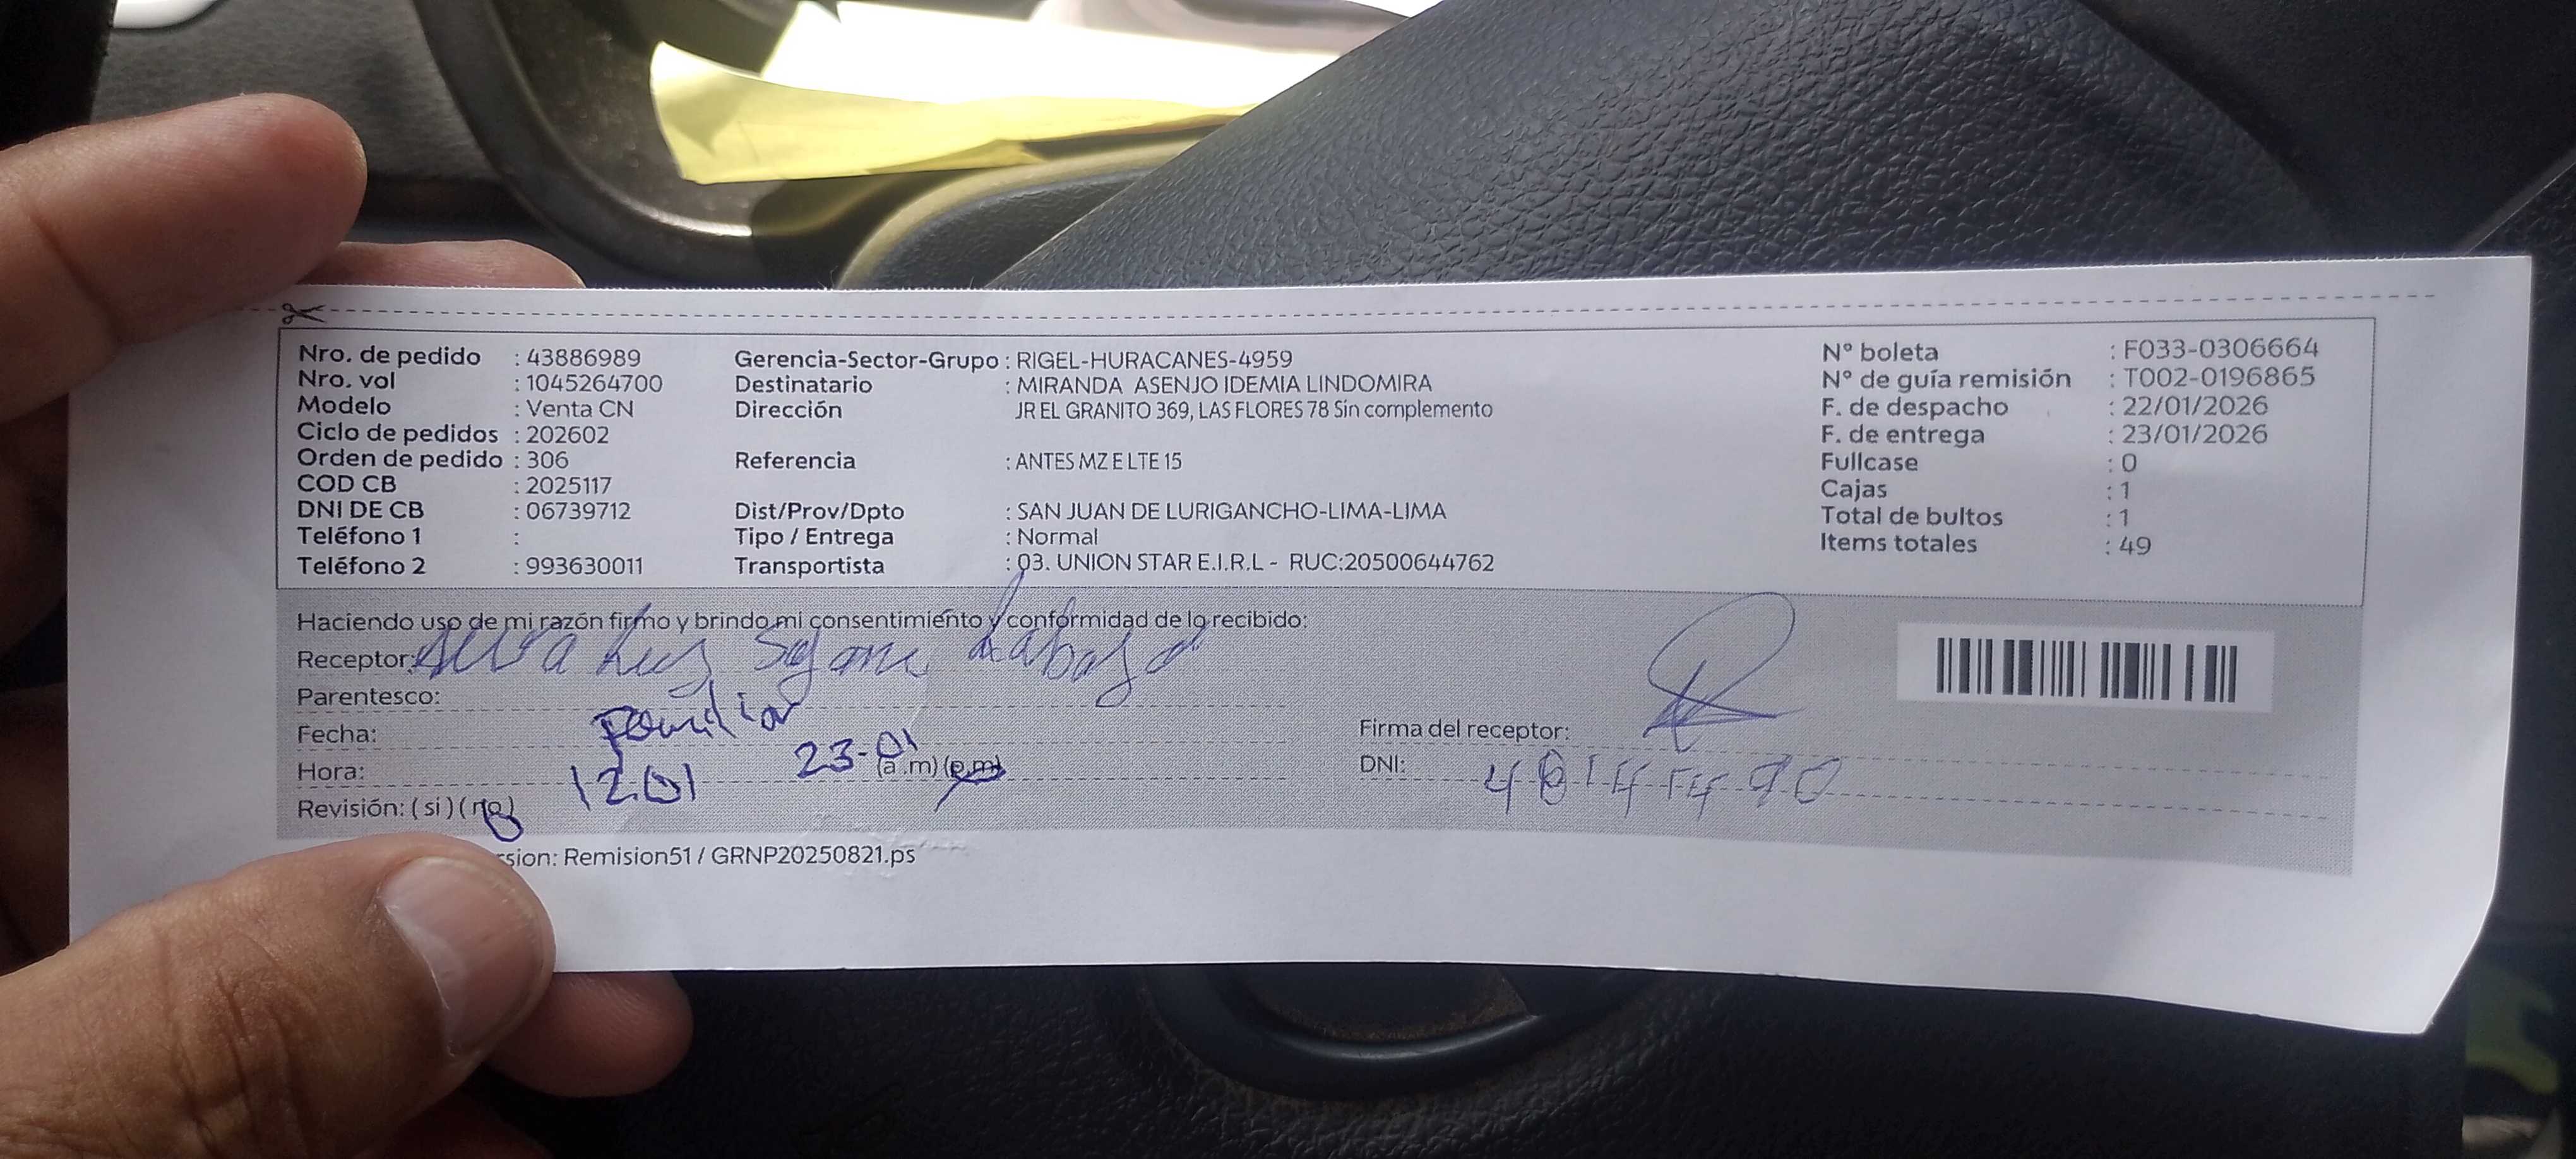 Nro. de pedido : 43886989
Nro. vol : 1045264700
Modelo : Venta CN
Ciclo de pedidos : 202602
Orden de pedido : 306
COD CB : 2025117
DNI DE CB : 06739712
Teléfono 1 :
Teléfono 2 : 993630011
Gerencia-Sector-Grupo : RIGEL-HURACANES-4959
Destinatario : MIRANDA ASENJO IDEMIA LINDOMIRA
Dirección JR EL GRANITO 369, LAS FLORES 78 Sin complemento
Referencia : ANTES MZ E LTE 15
Dist/Prov/Dpto : SAN JUAN DE LURIGANCHO-LIMA-LIMA
Tipo / Entrega : Normal
Transportista : 03. UNION STAR E.I.R.L - RUC:20500644762
N° boleta : F033-0306664
N° de guía remisión : T002-0196865
F. de despacho : 22/01/2026
F. de entrega : 23/01/2026
Fullcase : 0
Cajas : 1
Total de bultos : 1
Items totales : 49
Haciendo uso de mi razón firmo y brindo mi consentimiento y conformidad de lo recibido:
Receptor: Luz
Parentesco: Familiar
Fecha: 23-01
Hora: 12:01 (a.m) (p.m)
Revisión: (si) (no)
Firma del receptor:
DNI:
sion: Remision51 / GRNP20250821.ps